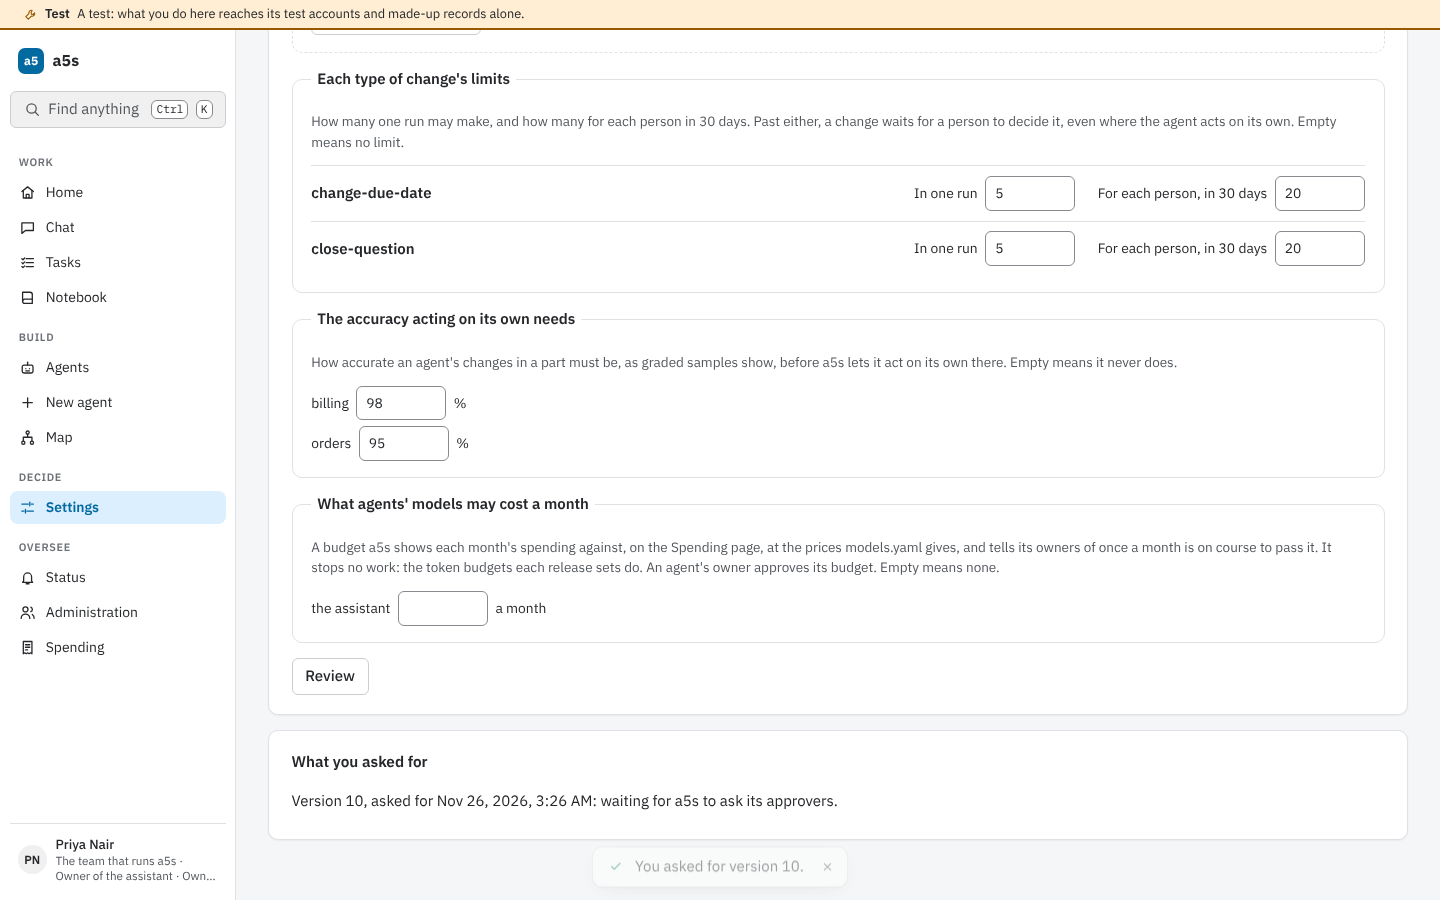 Test A test: what you do here reaches its test accounts and made-up records alone.
a5 a5s
Find anything Ctrl K
WORK
Home
Chat
Tasks
Notebook
BUILD
Agents
New agent
Map
DECIDE
Settings
OVERSEE
Status
Administration
Spending
PN Priya Nair
The team that runs a5s ·
Owner of the assistant · Own...
Each type of change's limits
How many one run may make, and how many for each person in 30 days. Past either, a change waits for a person to decide it, even where the agent acts on its own. Empty
means no limit.
change-due-date In one run 5 For each person, in 30 days 20
close-question In one run 5 For each person, in 30 days 20
The accuracy acting on its own needs
How accurate an agent's changes in a part must be, as graded samples show, before a5s lets it act on its own there. Empty means it never does.
billing 98 %
orders 95 %
What agents' models may cost a month
A budget a5s shows each month's spending against, on the Spending page, at the prices models.yaml gives, and tells its owners of once a month is on course to pass it. It
stops no work: the token budgets each release sets do. An agent's owner approves its budget. Empty means none.
the assistant a month
Review
What you asked for
Version 10, asked for Nov 26, 2026, 3:26 AM: waiting for a5s to ask its approvers.
You asked for version 10.